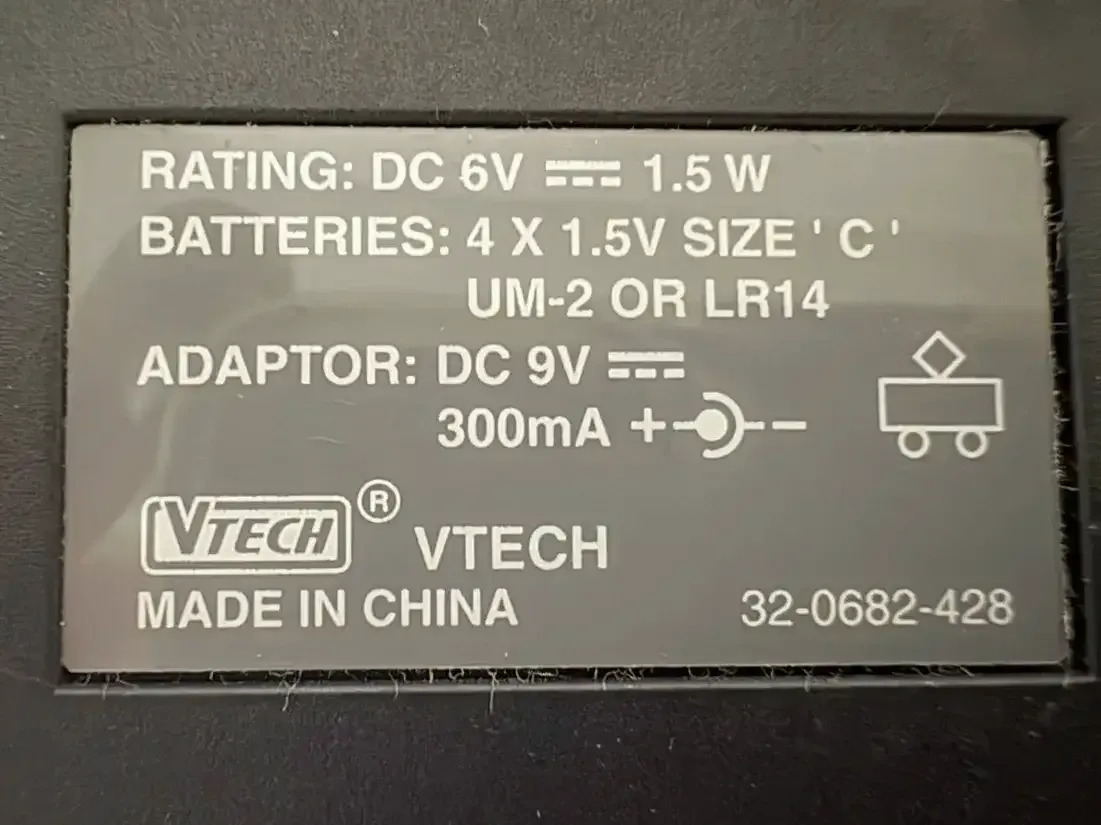 RATING: DC 6V ⎓ 1.5 W
BATTERIES: 4 X 1.5V SIZE ' C '
UM-2 OR LR14
ADAPTOR: DC 9V ⎓
300mA + −
VTECH ® VTECH
MADE IN CHINA 32-0682-428